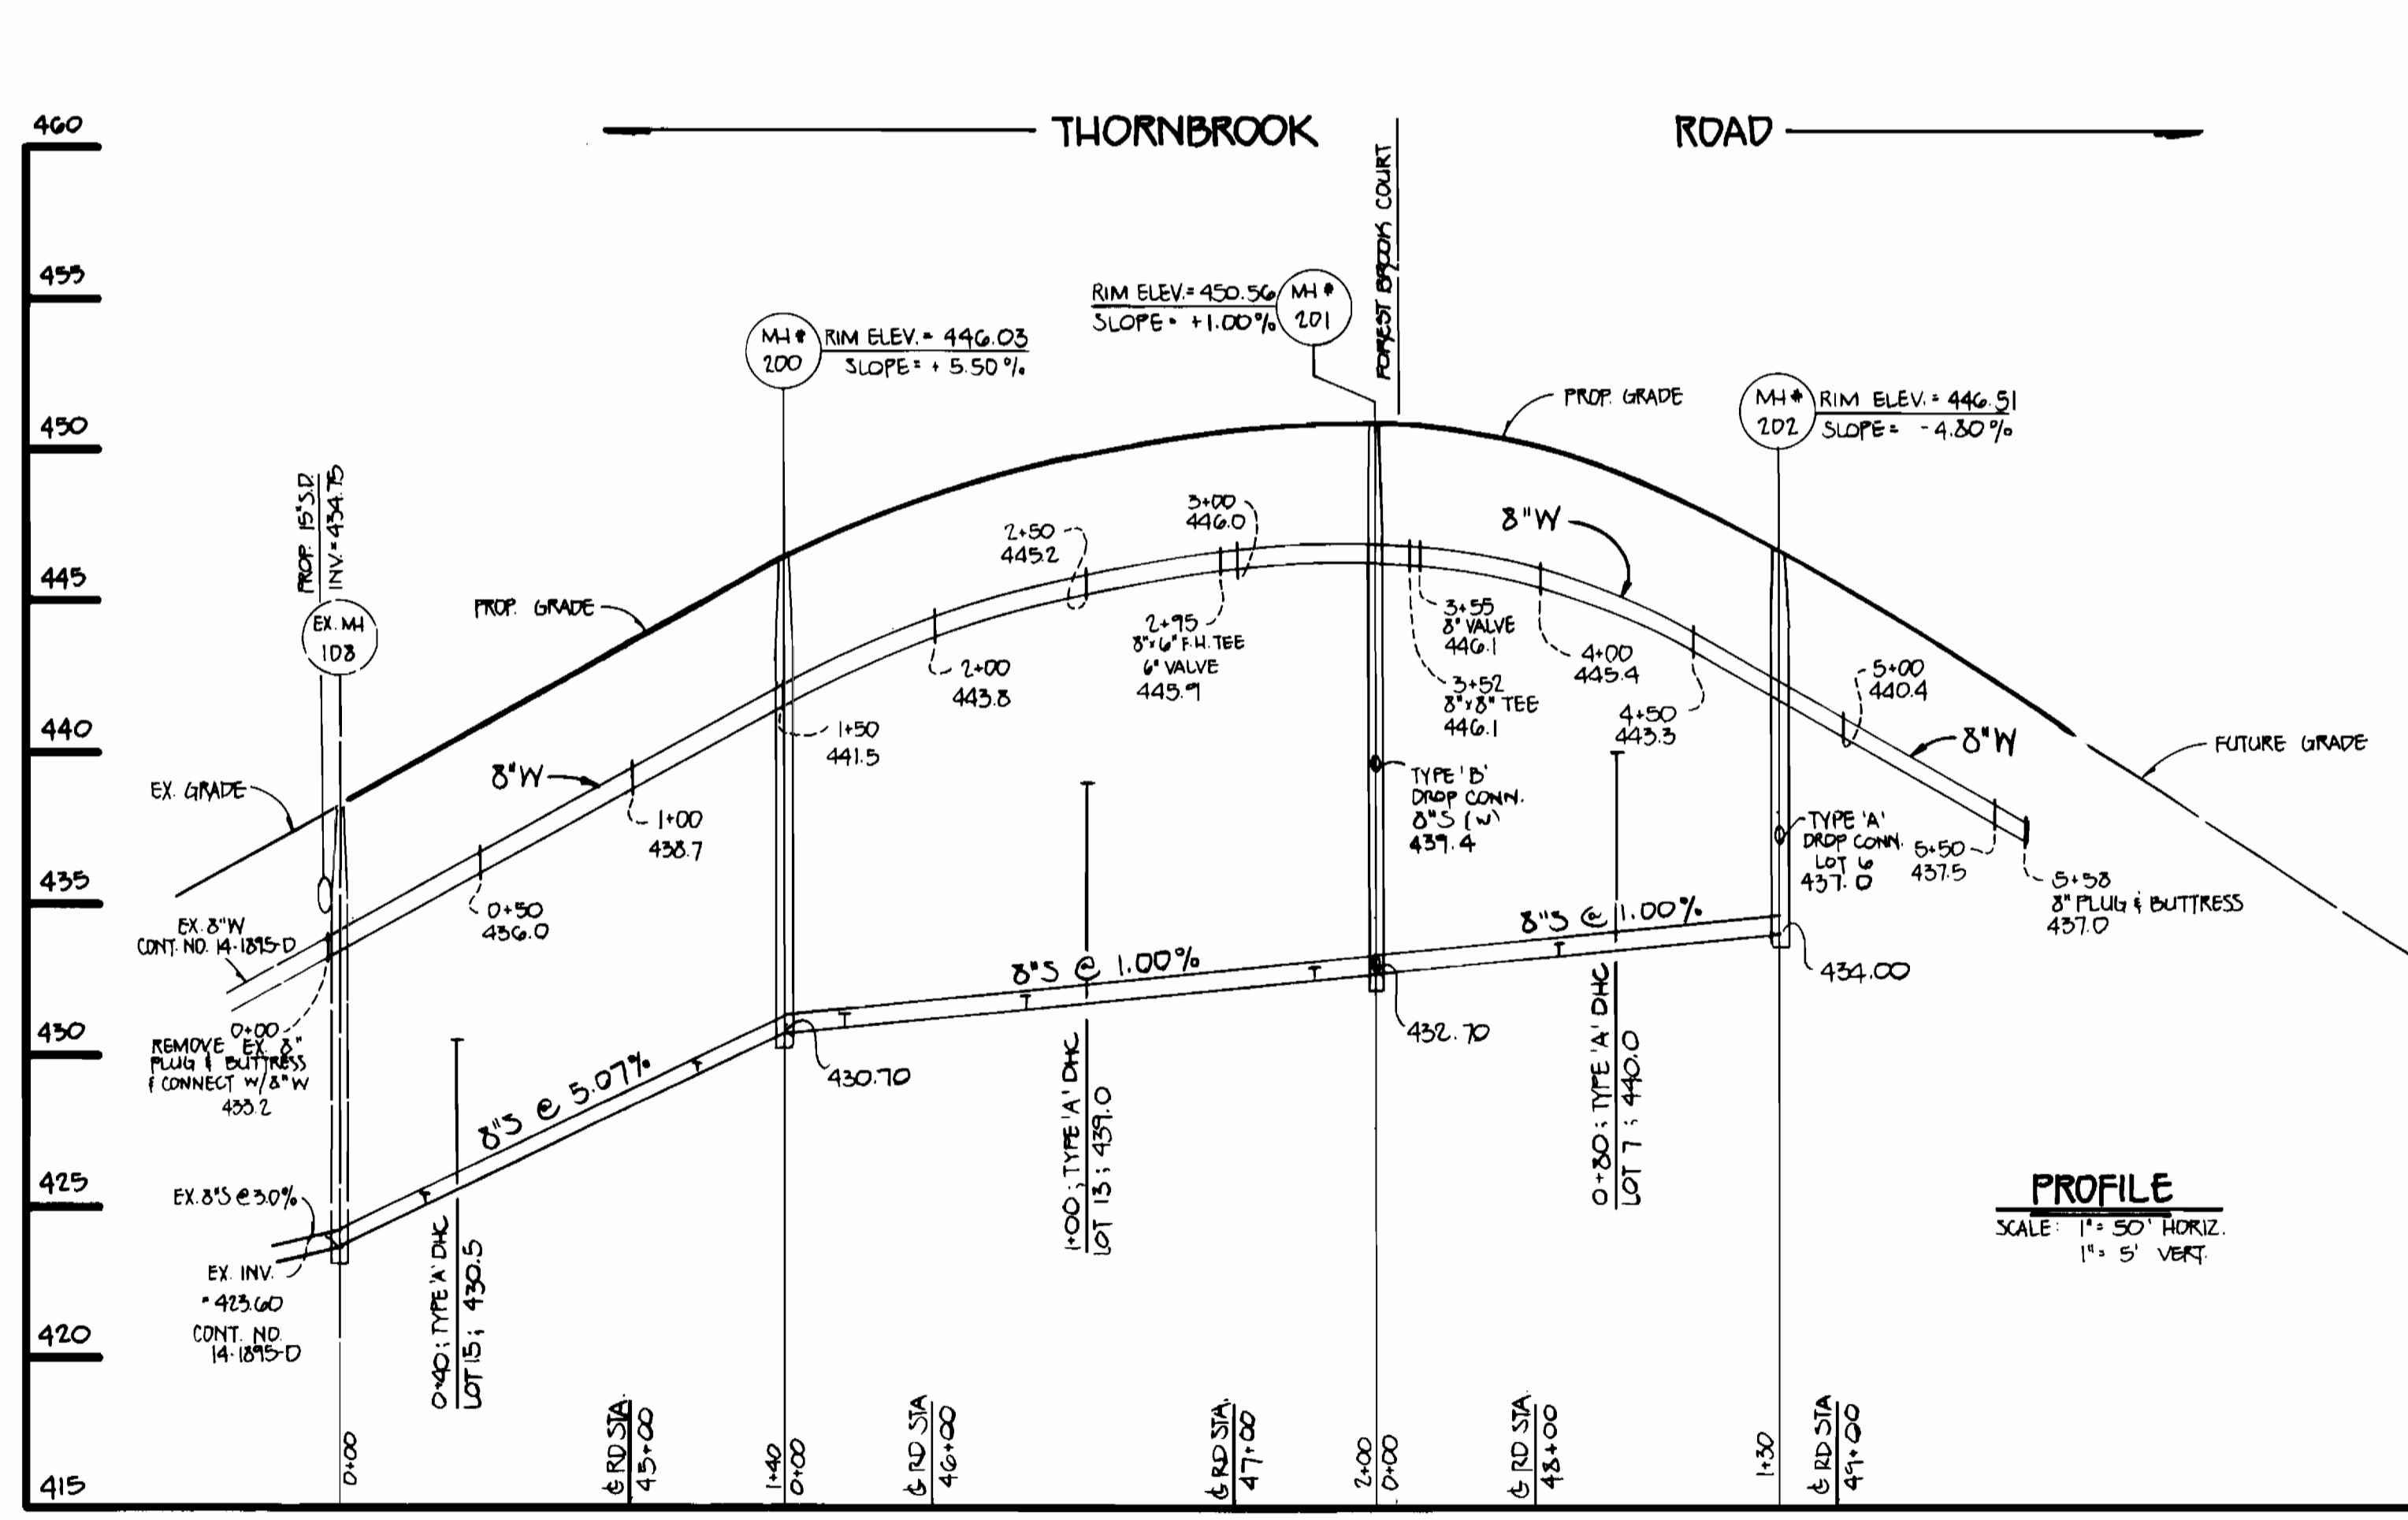 THORNBROOK ROAD
460
455
450
445
440
435
430
425
420
415
FOREST BROOK COURT
RIM ELEV.= 450.56
SLOPE= +1.00%
MH #
201
MH #
200
RIM ELEV. = 446.03
SLOPE= + 5.50%
MH #
202
RIM ELEV. = 446.51
SLOPE= -4.80%
PROP. GRADE
PROP. GRADE
PROP. 15" S.D.
INV.= 434.75
EX. MH
108
EX. GRADE
8"W
8"W
8"W
FUTURE GRADE
EX. 8"W
CONT. NO. 14-1895-D
0+00
REMOVE EX. 8"
PLUG & BUTTRESS
& CONNECT W/8"W
433.2
0+50
436.0
1+00
438.7
1+50
441.5
2+00
443.8
2+50
445.2
2+95
8"x6" F.H. TEE
6" VALVE
445.9
3+00
446.0
3+55
8" VALVE
446.1
3+52
8"x8" TEE
446.1
4+00
445.4
4+50
443.3
5+00
440.4
5+50
437.5
5+58
8" PLUG & BUTTRESS
437.0
TYPE 'B'
DROP CONN.
8"S (W)
439.4
TYPE 'A'
DROP CONN.
LOT 6
437.0
8"S @ 5.07%
8"S @ 1.00%
8"S @ 1.00%
430.70
432.70
434.00
EX. 8"S @ 3.0%
EX. INV.
= 423.60
CONT. NO.
14-1895-D
0+40; TYPE 'A' DHC
LOT 15; 430.5
1+00; TYPE 'A' DHC
LOT 13; 439.0
0+80; TYPE 'A' DHC
LOT 7; 440.0
PROFILE
SCALE: 1"= 50' HORIZ.
1"= 5' VERT.
0+00
℄ RD STA.
45+00
1+40
0+00
℄ RD STA
46+00
℄ RD STA.
47+00
2+00
0+00
℄ RD STA
48+00
1+30
℄ RD STA
49+00